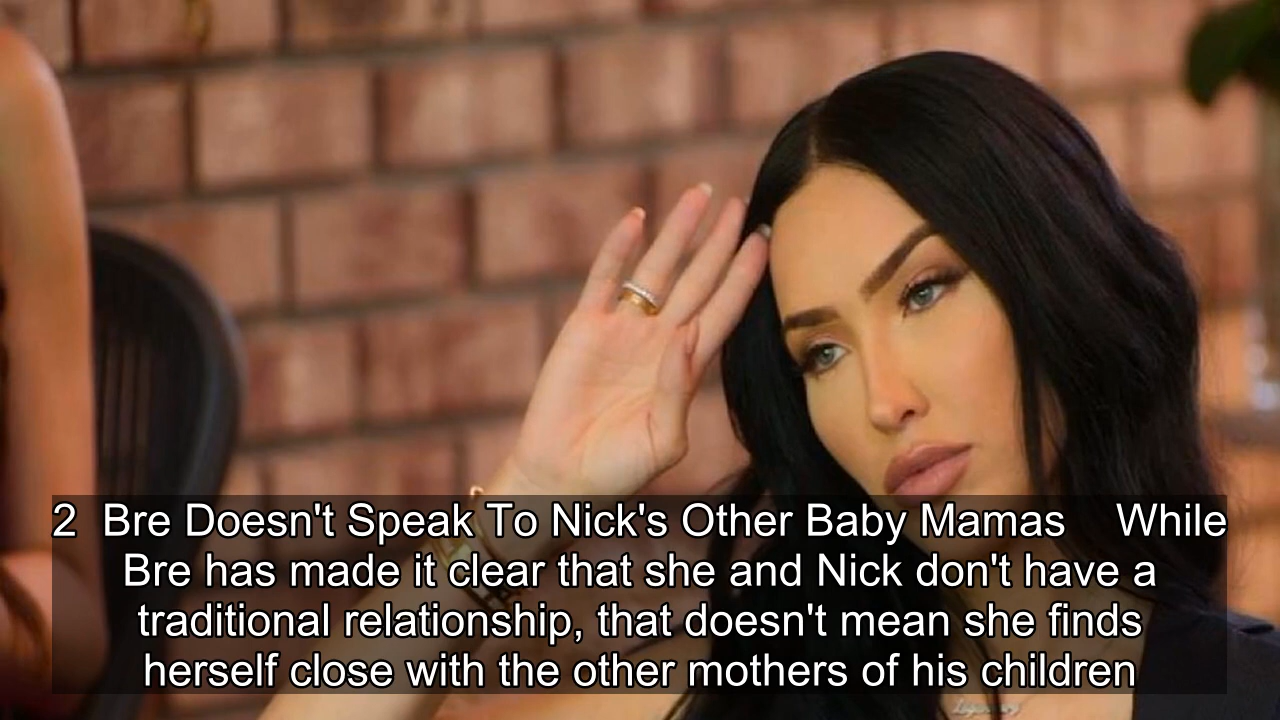 2 Bre Doesn't Speak To Nick's Other Baby Mamas While
Bre has made it clear that she and Nick don't have a
traditional relationship, that doesn't mean she finds
herself close with the other mothers of his children